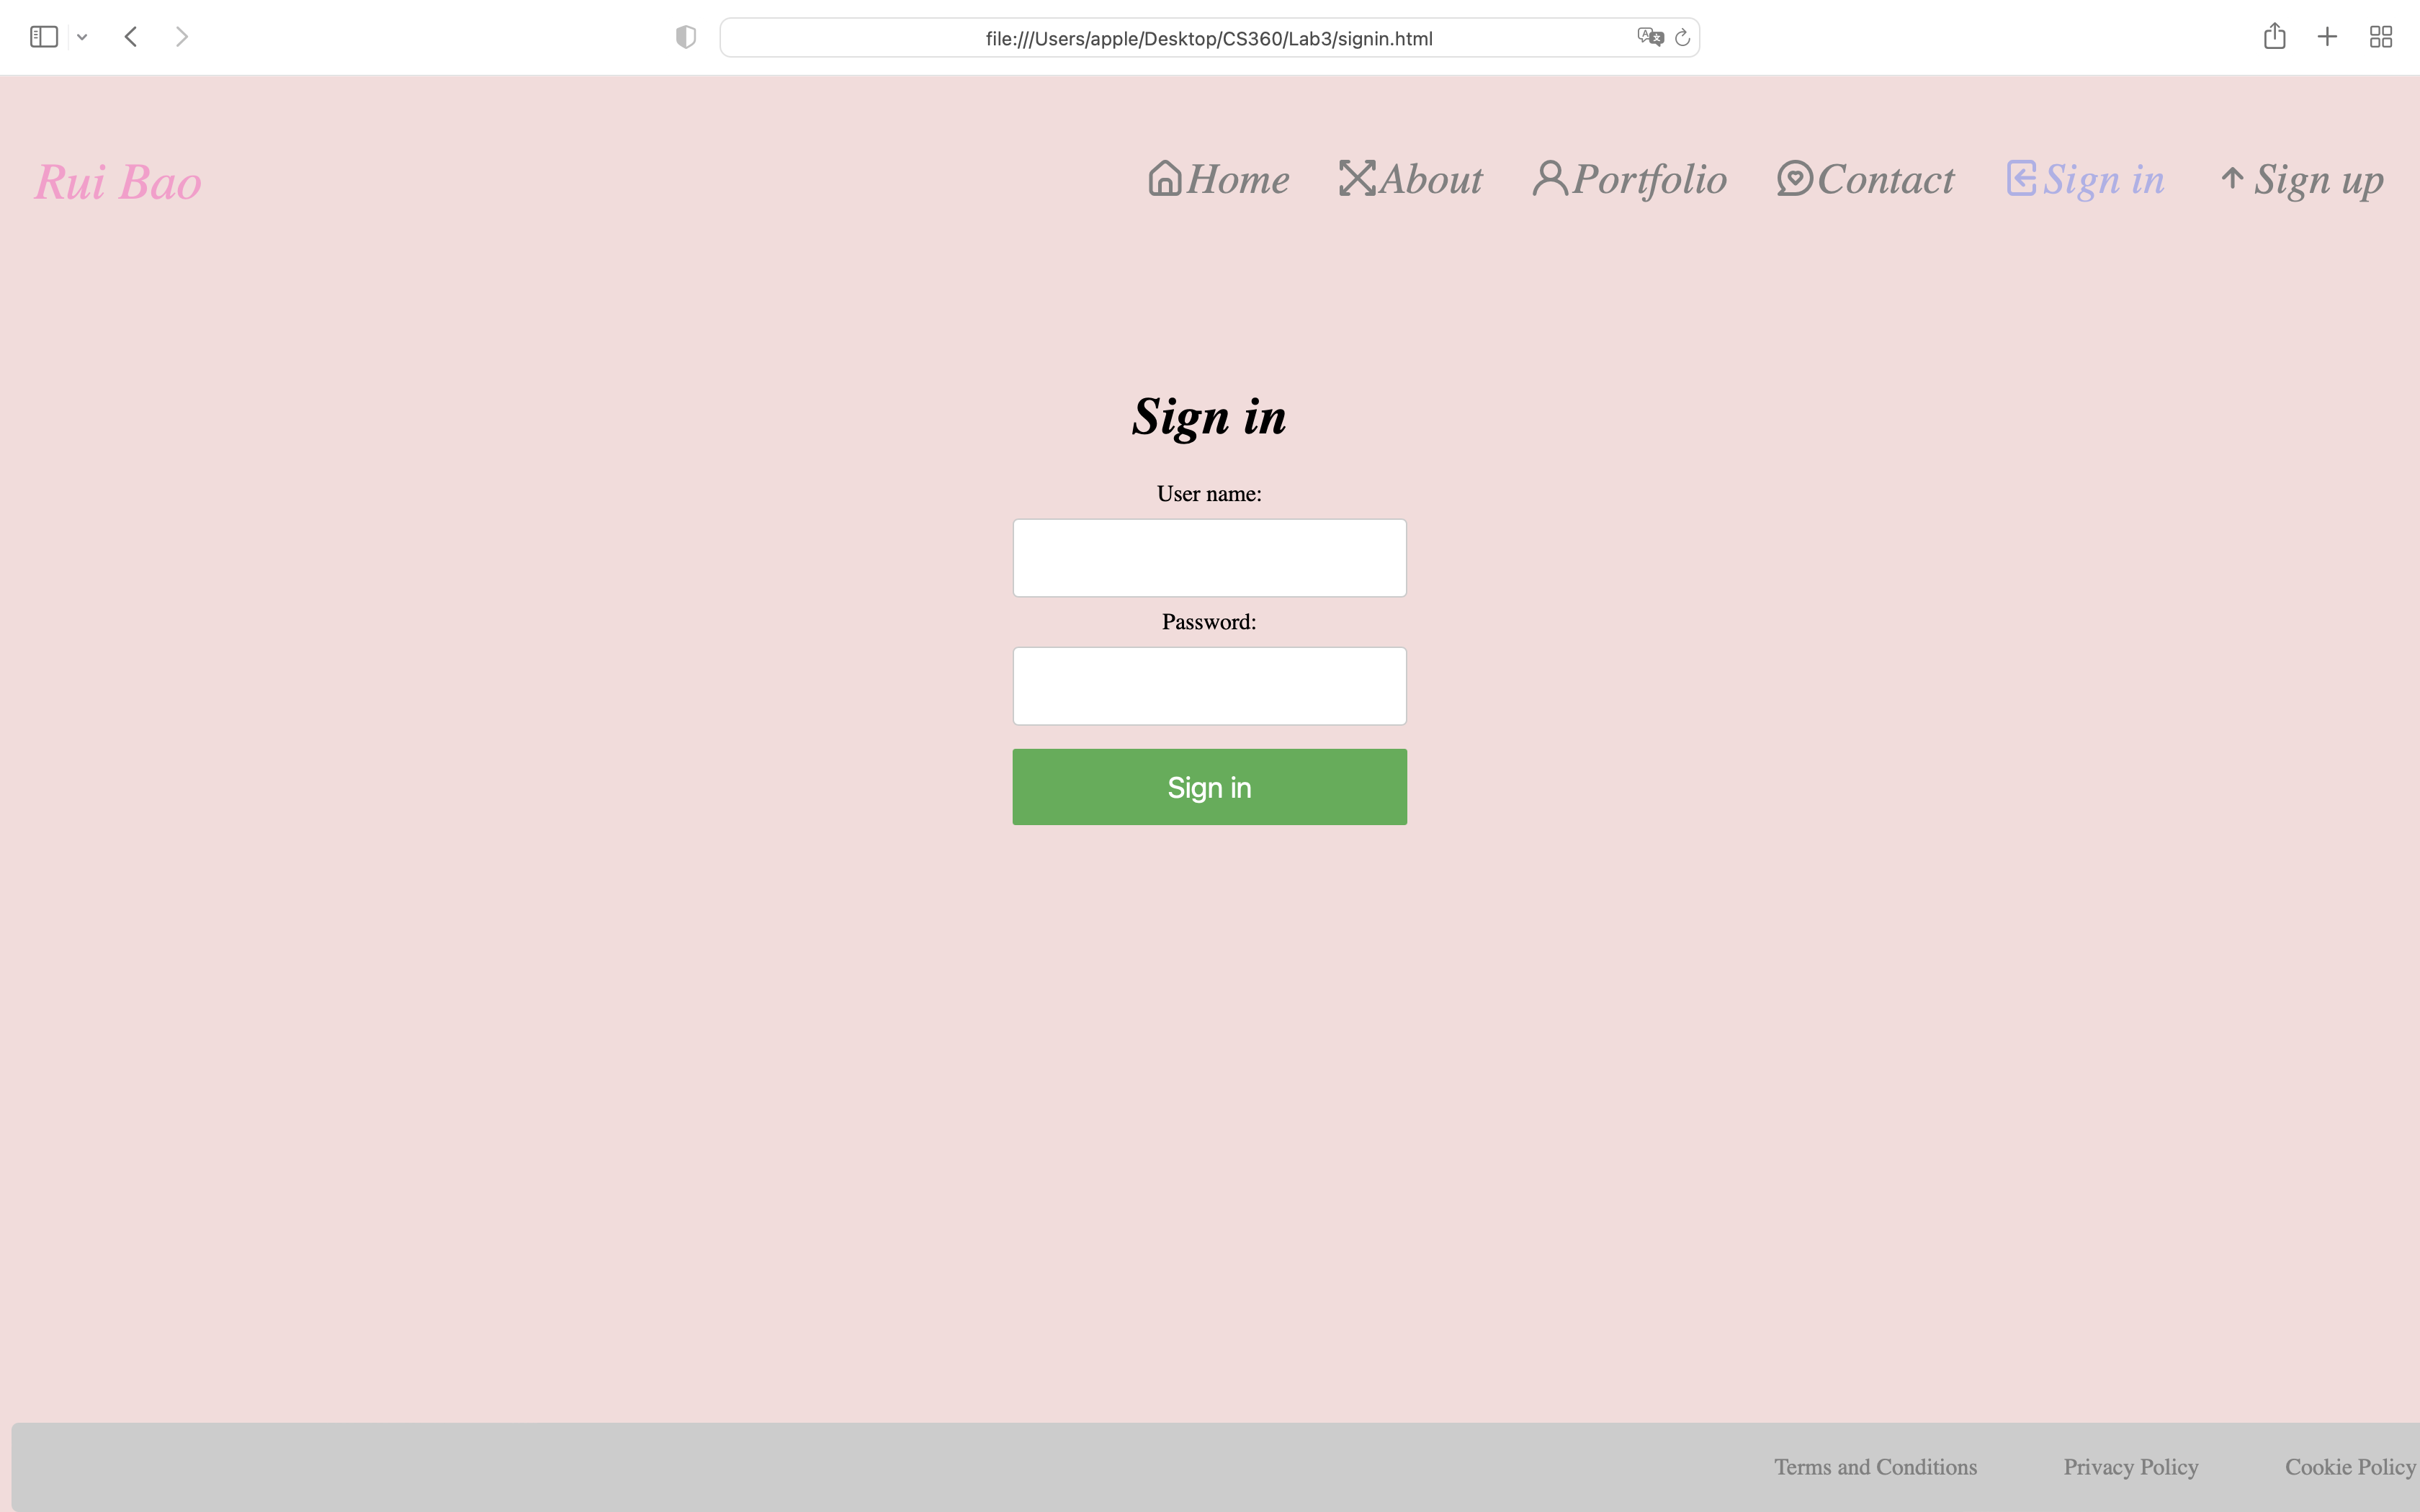 file:///Users/apple/Desktop/CS360/Lab3/signin.html
Rui Bao
Home About Portfolio Contact Sign in Sign up
Sign in
User name:
Password:
Sign in
Terms and Conditions Privacy Policy Cookie Policy